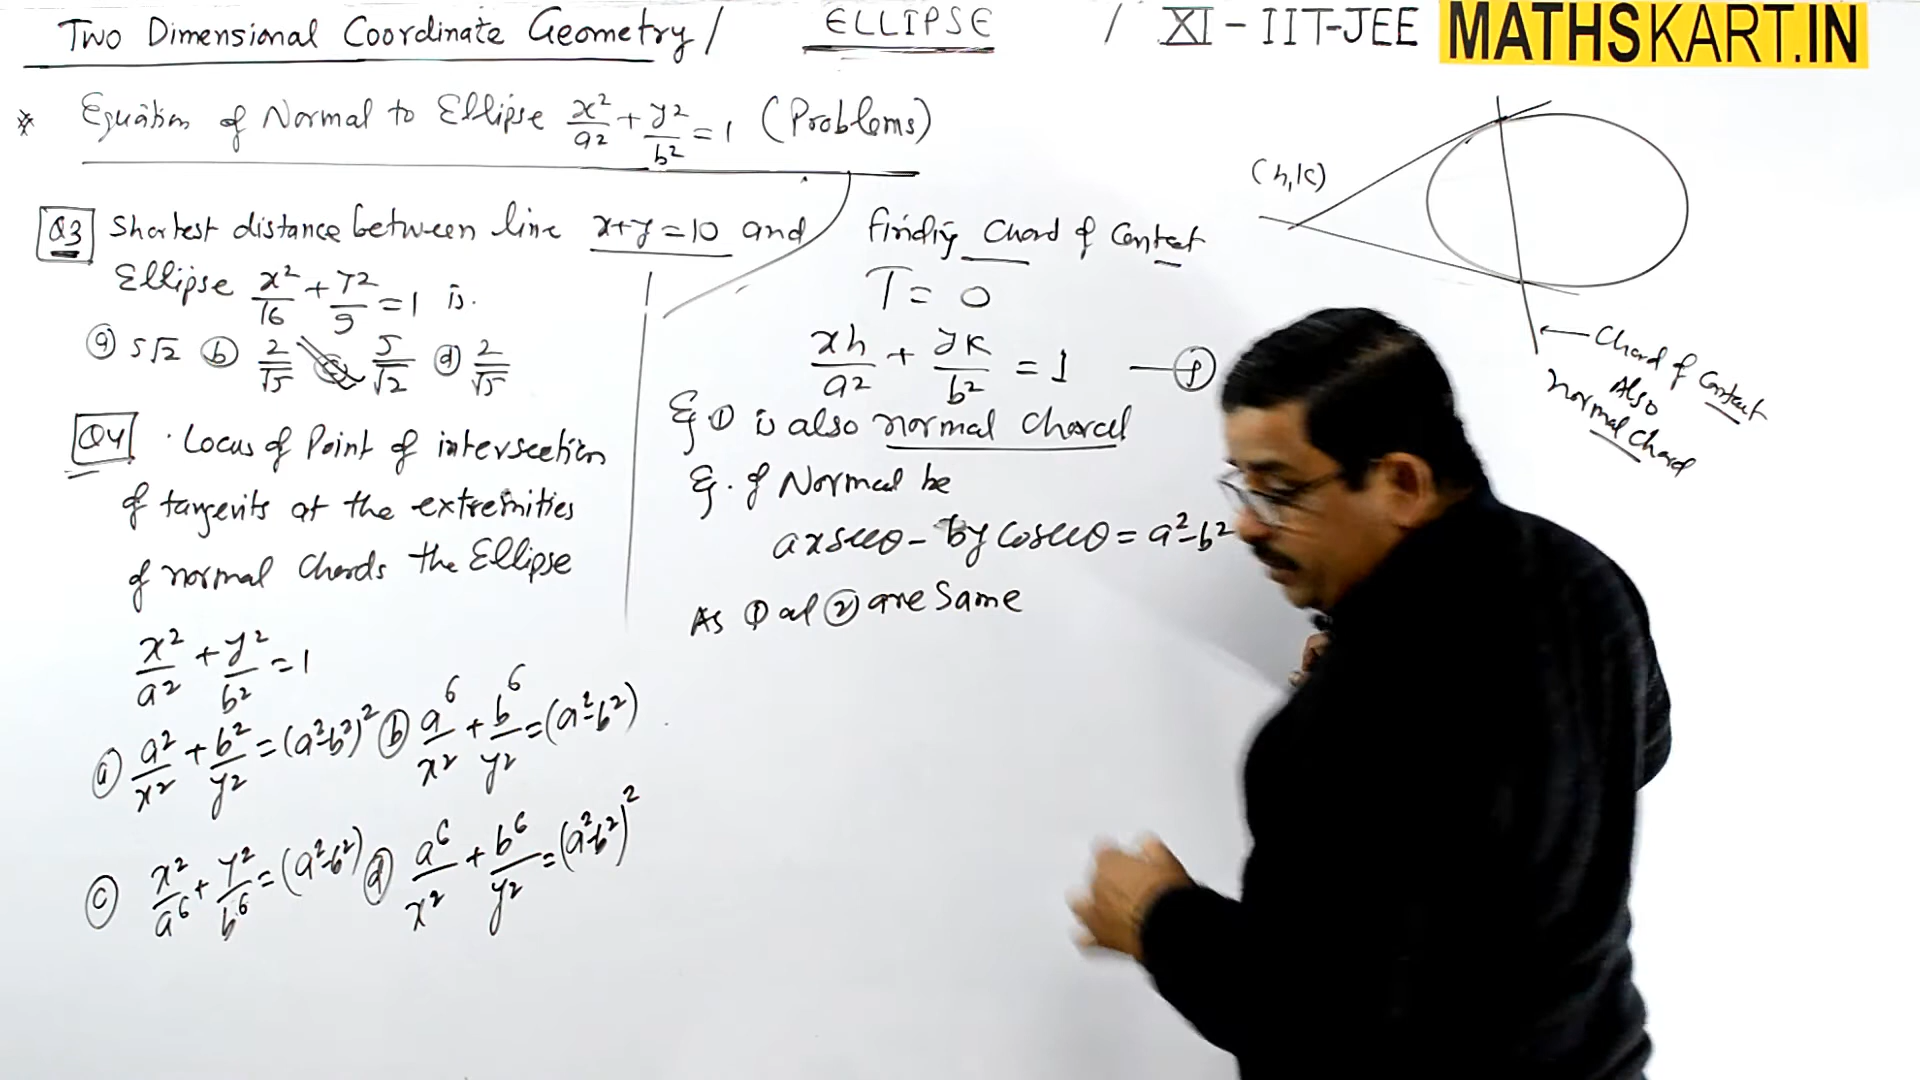 Two Dimensional Coordinate Geometry / ELLIPSE / XI - IIT-JEE MATHSKART.IN
* Equation of Normal to Ellipse x²/a² + y²/b² = 1 (Problems)
Q3 Shortest distance between line x+y=10 and
Ellipse x²/16 + y²/9 = 1 is.
(a) 5√2 (b) 2/√5 (c) 5/√2 (d) 2/√5
Q4 . Locus of Point of intersection
of tangents at the extremities
of normal Chords the Ellipse
x²/a² + y²/b² = 1
(a) a²/x² + b²/y² = (a²-b²)² (b) a⁶/x² + b⁶/y² = (a²-b²)
(c) x²/a⁶ + y²/b⁶ = (a²-b²) (d) a⁶/x² + b⁶/y² = (a²-b²)²
Finding Chord of Contact
T = 0
xh/a² + yk/b² = 1 — (1)
Eq (1) is also normal Chord
Eq. of Normal be
ax secθ - by cosecθ = a²-b²
As (1) and (2) are Same
(h,k)
← Chord of Contact
Also
normal Chord